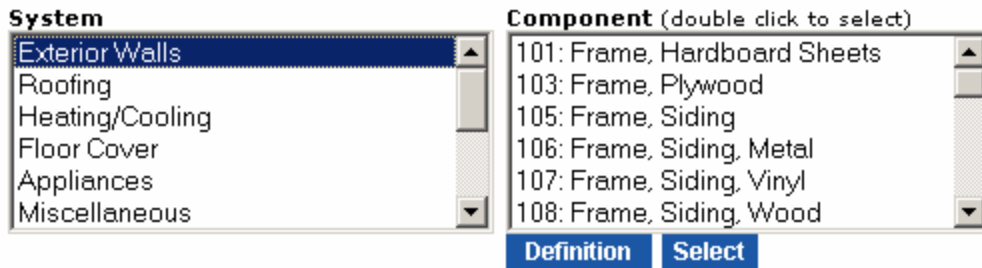 System
Exterior Walls
Roofing
Heating/Cooling
Floor Cover
Appliances
Miscellaneous
Component (double click to select)
101: Frame, Hardboard Sheets
103: Frame, Plywood
105: Frame, Siding
106: Frame, Siding, Metal
107: Frame, Siding, Vinyl
108: Frame, Siding, Wood
Definition
Select